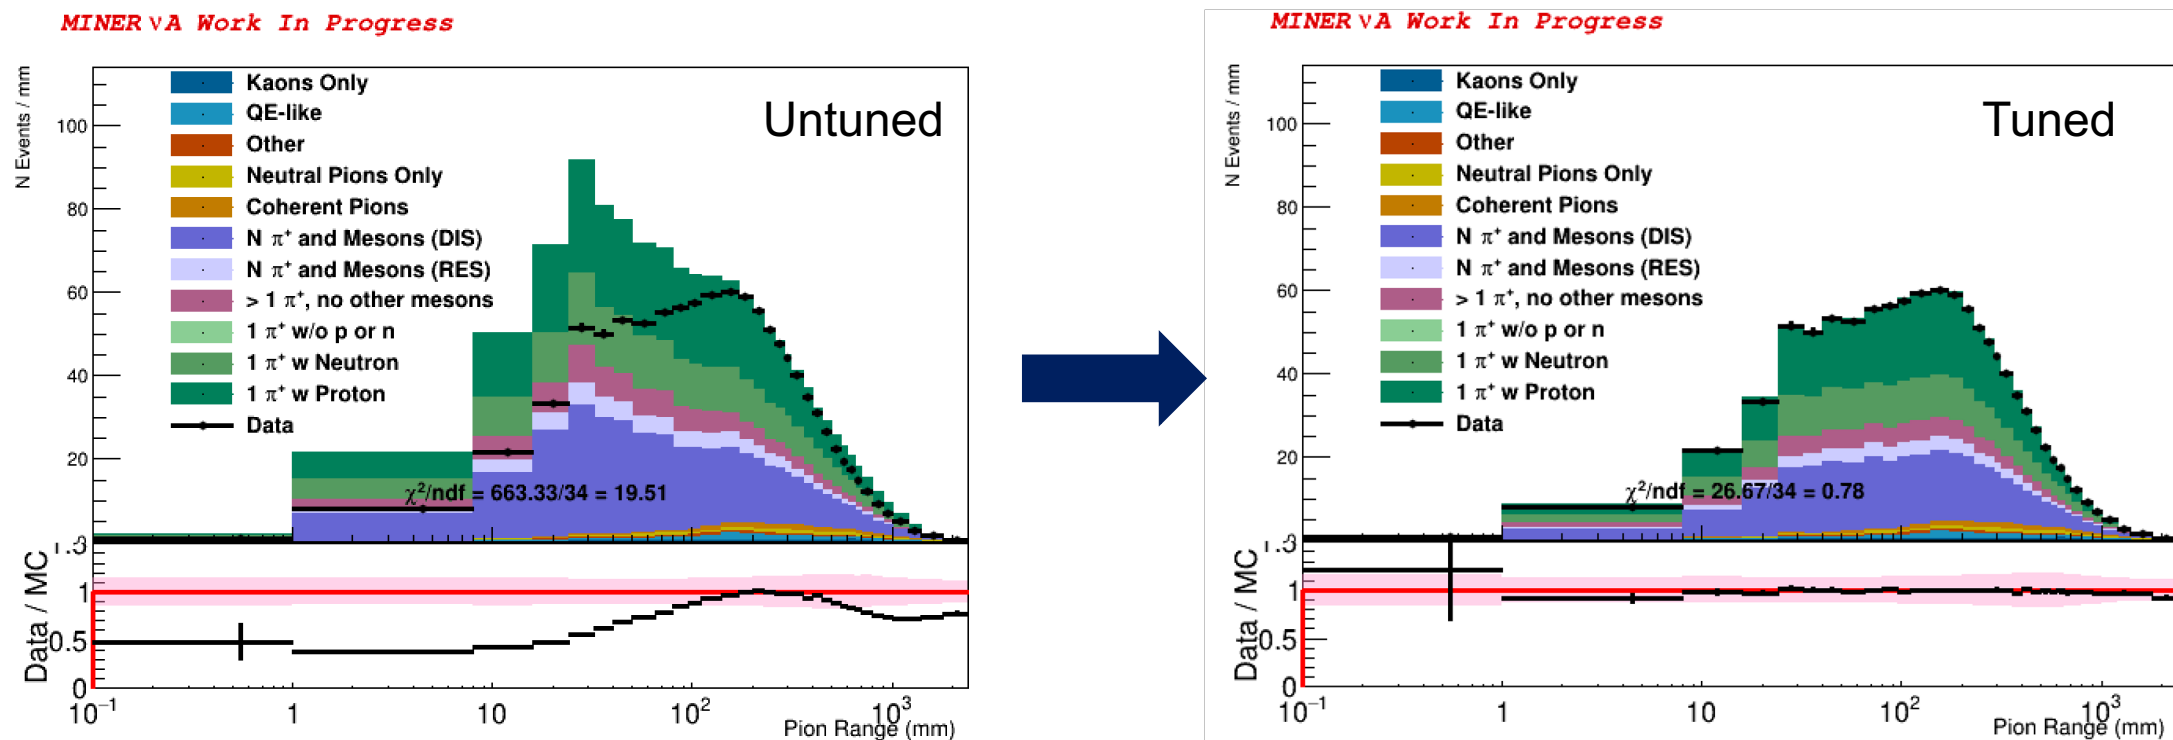 MINER νA Work In Progress
N Events / mm
Untuned
Kaons Only
QE-like
Other
Neutral Pions Only
Coherent Pions
N π⁺ and Mesons (DIS)
N π⁺ and Mesons (RES)
> 1 π⁺, no other mesons
1 π⁺ w/o p or n
1 π⁺ w Neutron
1 π⁺ w Proton
Data
100
80
60
40
20
χ²/ndf = 663.33/34 = 19.51
Data / MC
1
0.5
0
10⁻¹ 1 10 10² 10³
Pion Range (mm)
MINER νA Work In Progress
N Events / mm
Tuned
Kaons Only
QE-like
Other
Neutral Pions Only
Coherent Pions
N π⁺ and Mesons (DIS)
N π⁺ and Mesons (RES)
> 1 π⁺, no other mesons
1 π⁺ w/o p or n
1 π⁺ w Neutron
1 π⁺ w Proton
Data
100
80
60
40
20
χ²/ndf = 26.67/34 = 0.78
Data / MC
1
0.5
0
10⁻¹ 1 10 10² 10³
Pion Range (mm)